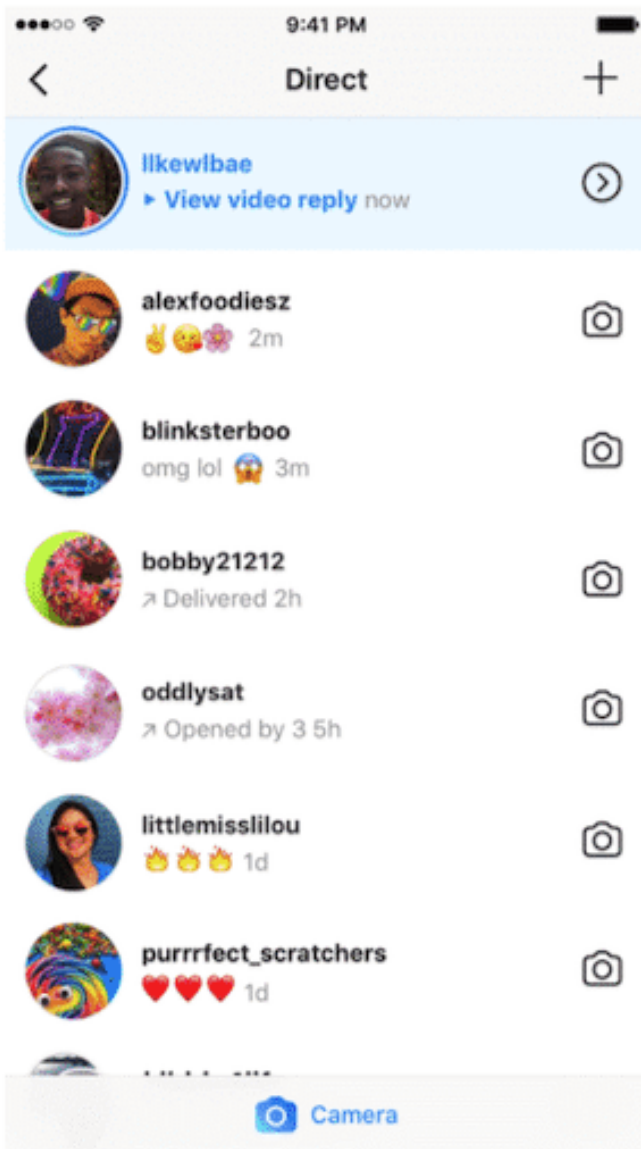 9:41 PM
Direct
llkewlbae
View video reply now
alexfoodiesz
✌️😘🌸 2m
blinksterboo
omg lol 😱 3m
bobby21212
↗ Delivered 2h
oddlysat
↗ Opened by 3 5h
littlemisslilou
🔥🔥🔥 1d
purrrfect_scratchers
❤️❤️❤️ 1d
Camera